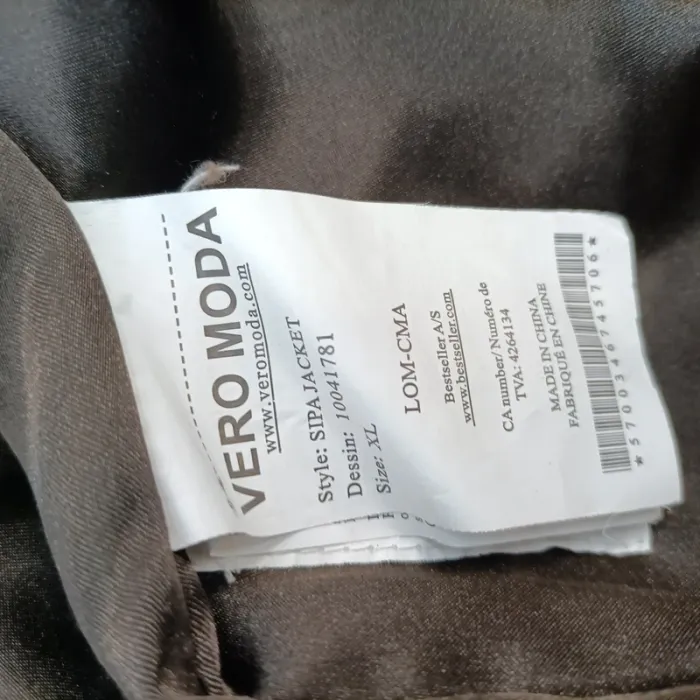 VERO MODA
www.veromoda.com
Style: SIPA JACKET
Dessin: 10041781
Size: XL
LOM-CMA
Bestseller A/S
www.bestseller.com
CA number/ Numéro de
TVA: 4264134
MADE IN CHINA
FABRIQUÉ EN CHINE
*5700346745706*